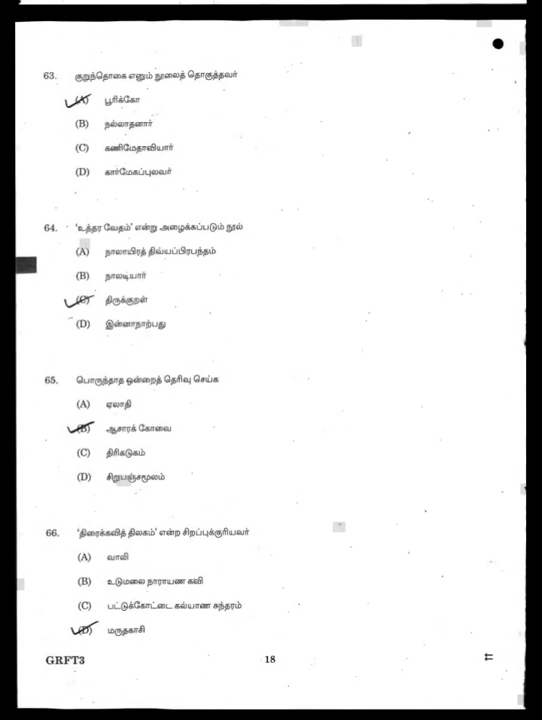 63. குறுந்தொகை எனும் நூலைத் தொகுத்தவர்
(A) பூரிக்கோ
(B) நல்லாதனார்
(C) கணிமேதாவியார்
(D) கார்மேகப்புலவர்
64. 'உத்தர வேதம்' என்று அழைக்கப்படும் நூல்
(A) நாலாயிரத் திவ்யப்பிரபந்தம்
(B) நாலடியார்
(C) திருக்குறள்
(D) இன்னாநாற்பது
65. பொருந்தாத ஒன்றைத் தெரிவு செய்க
(A) ஏலாதி
(B) ஆசாரக் கோவை
(C) திரிகடுகம்
(D) சிறுபஞ்சமூலம்
66. 'திரைக்கவித் திலகம்' என்ற சிறப்புக்குரியவர்
(A) வாலி
(B) உடுமலை நாராயண கவி
(C) பட்டுக்கோட்டை கல்யாண சுந்தரம்
(D) மருதகாசி
GRFT3 18